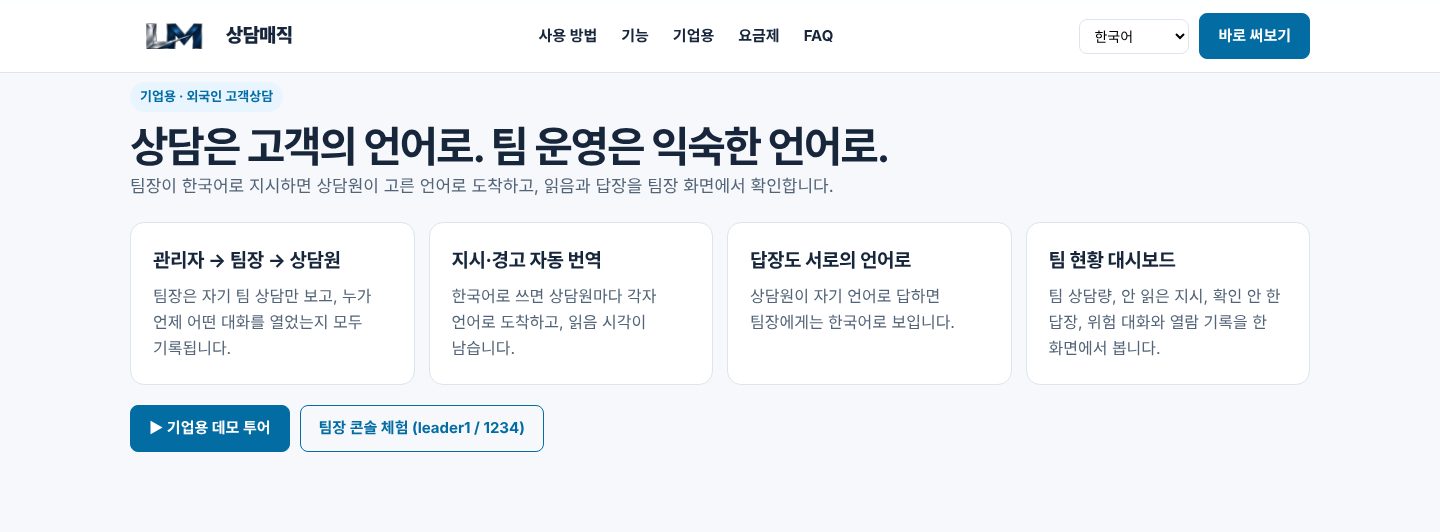 LM 상담매직
사용 방법 기능 기업용 요금제 FAQ
한국어
바로 써보기
기업용 · 외국인 고객상담
상담은 고객의 언어로. 팀 운영은 익숙한 언어로.
팀장이 한국어로 지시하면 상담원이 고른 언어로 도착하고, 읽음과 답장을 팀장 화면에서 확인합니다.
관리자 → 팀장 → 상담원
팀장은 자기 팀 상담만 보고, 누가
언제 어떤 대화를 열었는지 모두
기록됩니다.
지시·경고 자동 번역
한국어로 쓰면 상담원마다 각자
언어로 도착하고, 읽음 시각이
남습니다.
답장도 서로의 언어로
상담원이 자기 언어로 답하면
팀장에게는 한국어로 보입니다.
팀 현황 대시보드
팀 상담량, 안 읽은 지시, 확인 안 한
답장, 위험 대화와 열람 기록을 한
화면에서 봅니다.
▶ 기업용 데모 투어
팀장 콘솔 체험 (leader1 / 1234)